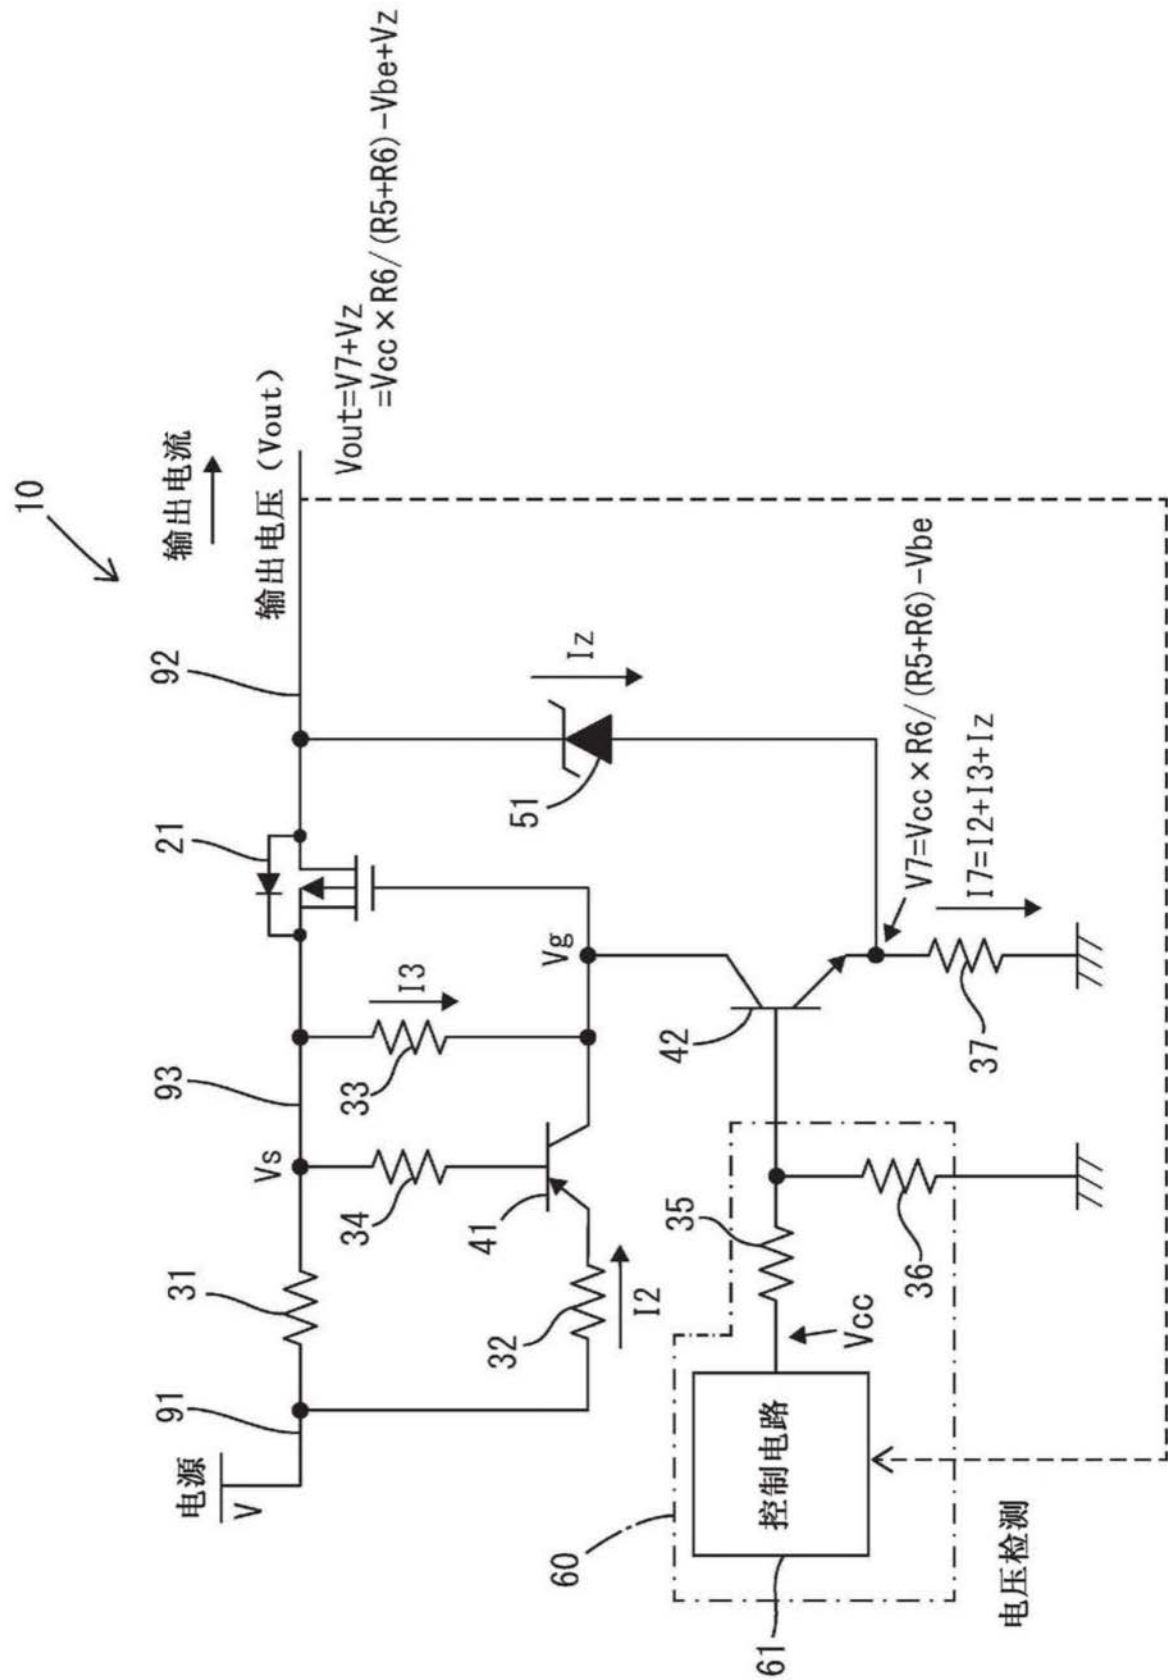 10
输出电流
输出电压 (Vout)
Vout=V7+Vz
=Vcc×R6/(R5+R6)-Vbe+Vz
电源
V
91
31
Vs
93
21
92
34
33
I3
41
32
I2
Vg
51
Iz
42
V7=Vcc×R6/(R5+R6)-Vbe
I7=I2+I3+Iz
37
35
36
Vcc
60
控制电路
61
电压检测